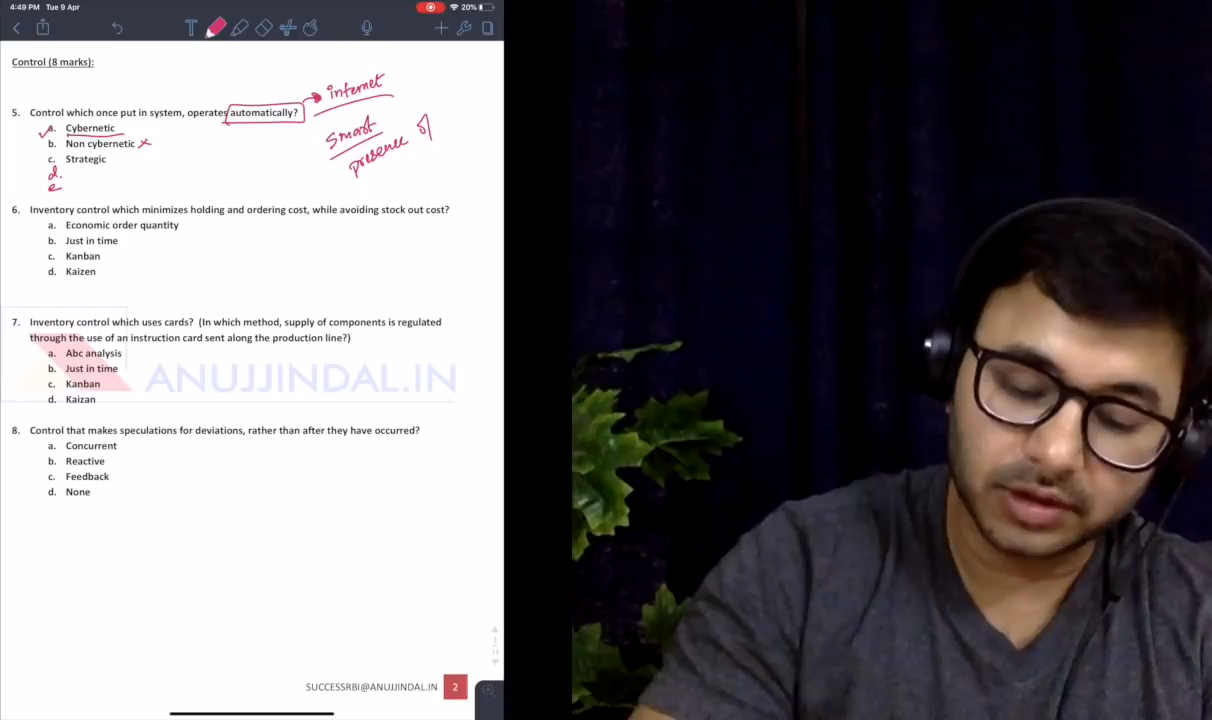 4:49 PM Tue 9 Apr
20%
T
Control (8 marks):
internet
5. Control which once put in system, operates automatically?
a. Cybernetic
smart
b. Non cybernetic
presence of
c. Strategic
d.
e
6. Inventory control which minimizes holding and ordering cost, while avoiding stock out cost?
a. Economic order quantity
b. Just in time
c. Kanban
d. Kaizen
7. Inventory control which uses cards? (In which method, supply of components is regulated
through the use of an instruction card sent along the production line?)
a. Abc analysis
b. Just in time
c. Kanban
d. Kaizan
ANUJJINDAL.IN
8. Control that makes speculations for deviations, rather than after they have occurred?
a. Concurrent
b. Reactive
c. Feedback
d. None
SUCCESSRBI@ANUJJINDAL.IN 2